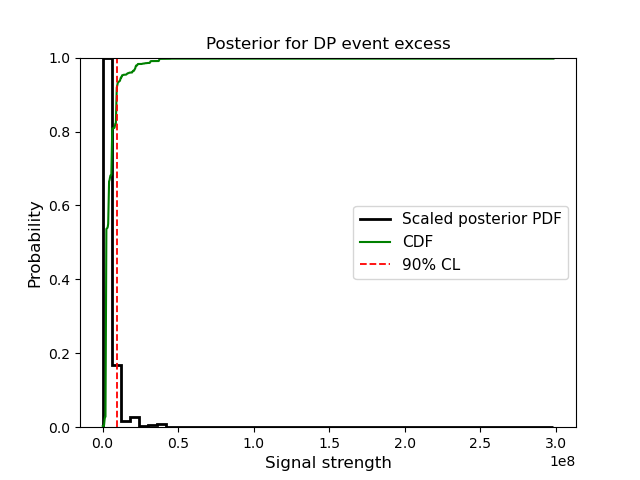 Posterior for DP event excess
1.0
0.8
0.6
0.4
0.2
0.0
Probability
Scaled posterior PDF
CDF
90% CL
0.0 0.5 1.0 1.5 2.0 2.5 3.0
1e8
Signal strength